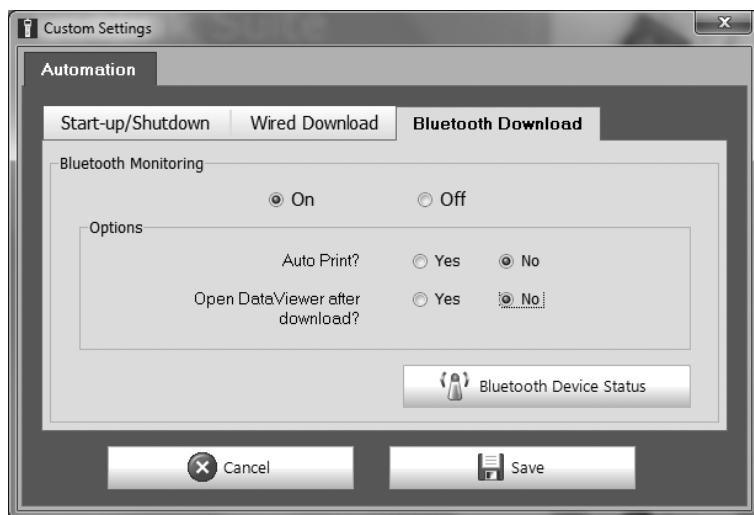 Custom Settings
Automation
Start-up/Shutdown Wired Download Bluetooth Download
Bluetooth Monitoring
On Off
Options
Auto Print? Yes No
Open DataViewer after Yes No
download?
Bluetooth Device Status
Cancel Save